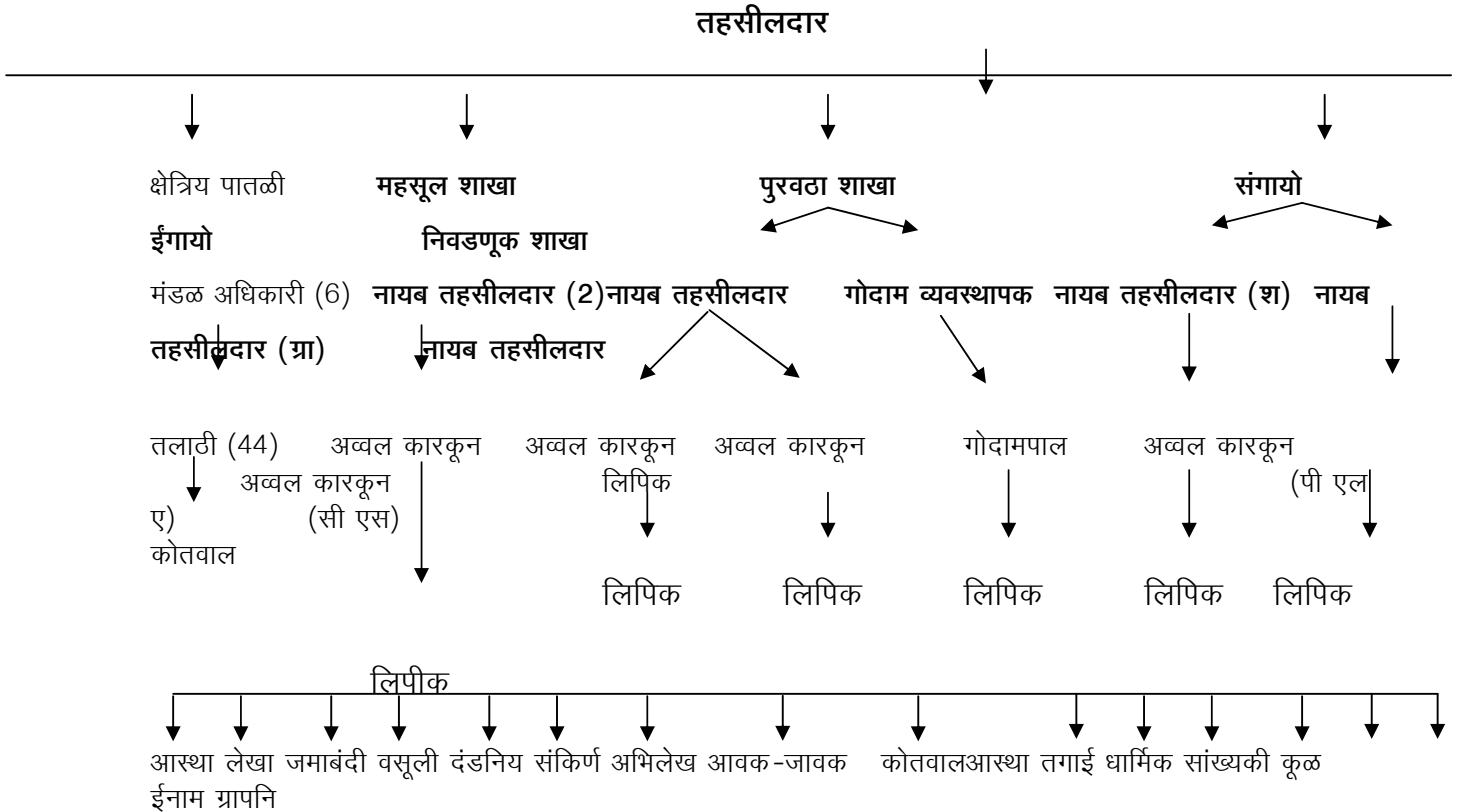 तहसीलदार
क्षेत्रिय पातळी महसूल शाखा पुरवठा शाखा संगायो
ईंगायो निवडणूक शाखा
मंडळ अधिकारी (6) नायब तहसीलदार (2)नायब तहसीलदार गोदाम व्यवस्थापक नायब तहसीलदार (श) नायब
तहसीलदार (ग्रा) नायब तहसीलदार
तलाठी (44) अव्वल कारकून अव्वल कारकून अव्वल कारकून गोदामपाल अव्वल कारकून
अव्वल कारकून लिपिक (पी एल
ए) (सी एस)
कोतवाल
लिपिक लिपिक लिपिक लिपिक लिपिक
लिपीक
आस्था लेखा जमाबंदी वसूली दंडनिय संकिर्ण अभिलेख आवक-जावक कोतवालआस्था तगाई धार्मिक सांख्यकी कूळ
ईनाम ग्रापनि